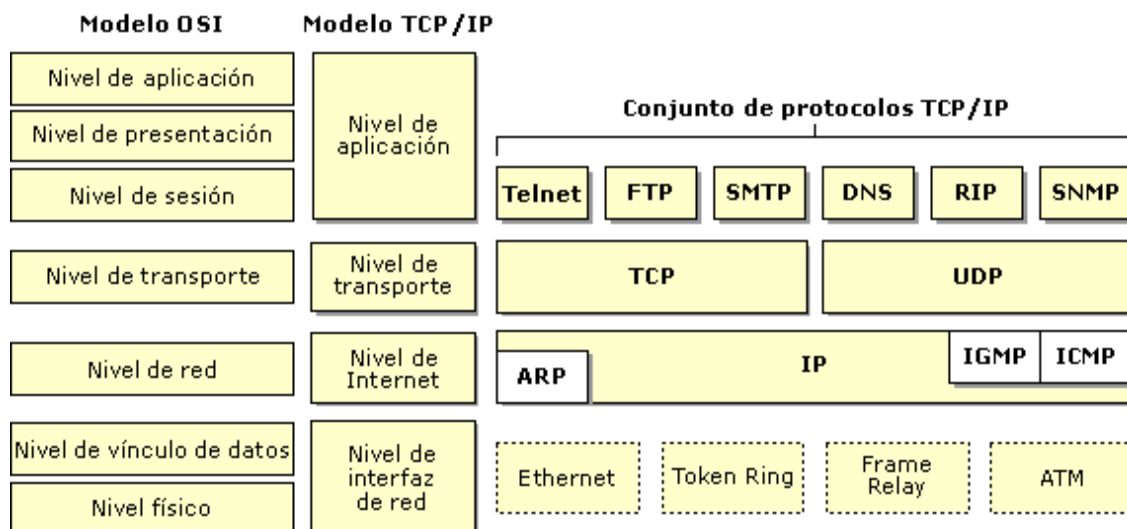 Modelo OSI
Modelo TCP/IP
Nivel de aplicación
Nivel de presentación
Nivel de sesión
Nivel de
aplicación
Conjunto de protocolos TCP/IP
Telnet
FTP
SMTP
DNS
RIP
SNMP
Nivel de transporte
Nivel de
transporte
TCP
UDP
Nivel de red
Nivel de
Internet
ARP
IP
IGMP
ICMP
Nivel de vínculo de datos
Nivel físico
Nivel de
interfaz
de red
Ethernet
Token Ring
Frame
Relay
ATM